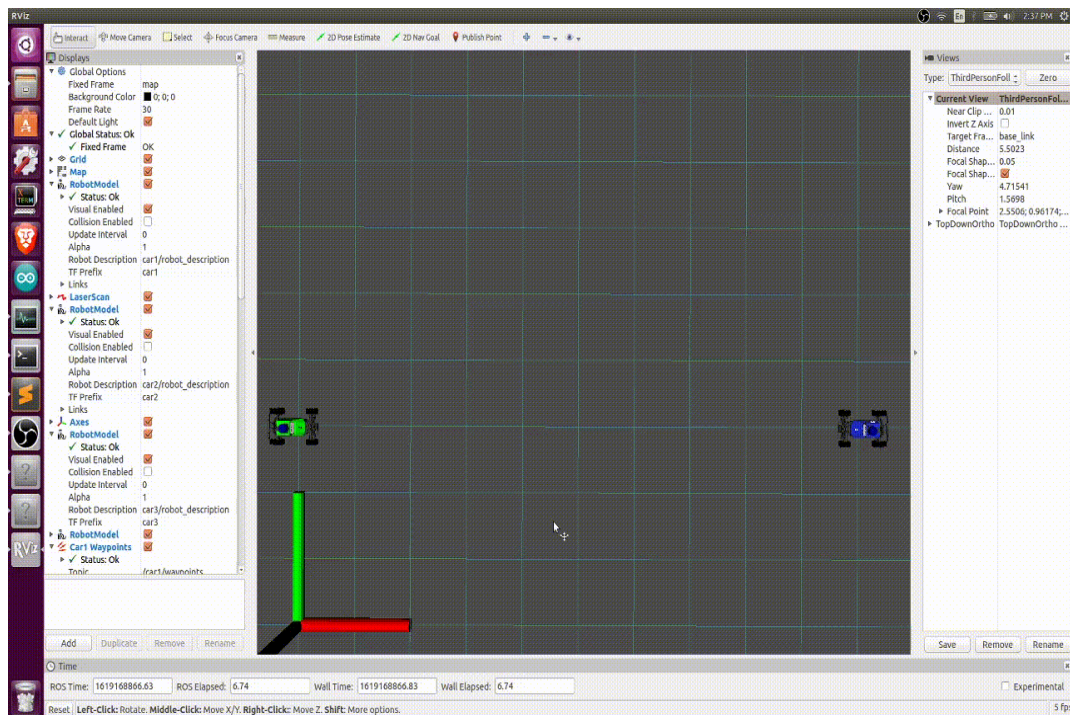 RViz
En
2:37 PM
Interact Move Camera Select Focus Camera Measure 2D Pose Estimate 2D Nav Goal Publish Point
Displays
Global Options
Fixed Frame map
Background Color 0; 0; 0
Frame Rate 30
Default Light
Global Status: Ok
Fixed Frame OK
Grid
Map
RobotModel
Status: Ok
Visual Enabled
Collision Enabled
Update Interval 0
Alpha 1
Robot Description car1/robot_description
TF Prefix car1
Links
LaserScan
RobotModel
Status: Ok
Visual Enabled
Collision Enabled
Update Interval 0
Alpha 1
Robot Description car2/robot_description
TF Prefix car2
Links
Axes
RobotModel
Status: Ok
Visual Enabled
Collision Enabled
Update Interval 0
Alpha 1
Robot Description car3/robot_description
TF Prefix car3
RobotModel
Car1 Waypoints
Status: Ok
Topic /car1/waypoints
Add Duplicate Remove Rename
Views
Type: ThirdPersonFoll Zero
Current View ThirdPersonFol...
Near Clip ... 0.01
Invert Z Axis
Target Fra... base_link
Distance 5.5023
Focal Shap... 0.05
Focal Shap...
Yaw 4.71541
Pitch 1.5698
Focal Point 2.5506; 0.96174;...
TopDownOrtho TopDownOrtho ...
Save Remove Rename
Time
ROS Time: 1619168866.63 ROS Elapsed: 6.74 Wall Time: 1619168866.83 Wall Elapsed: 6.74 Experimental
Reset Left-Click: Rotate. Middle-Click: Move X/Y. Right-Click:: Move Z. Shift: More options. 5 fps